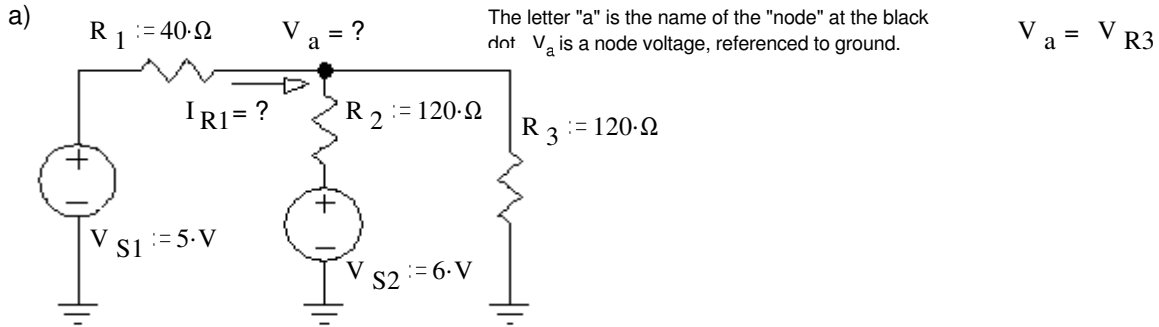 a)
R 1 := 40·Ω
V a = ?
The letter "a" is the name of the "node" at the black
dot. V a is a node voltage, referenced to ground.
V a = V R3
I R1 = ?
R 2 := 120·Ω
R 3 := 120·Ω
+
−
+
−
V S1 := 5·V
V S2 := 6·V